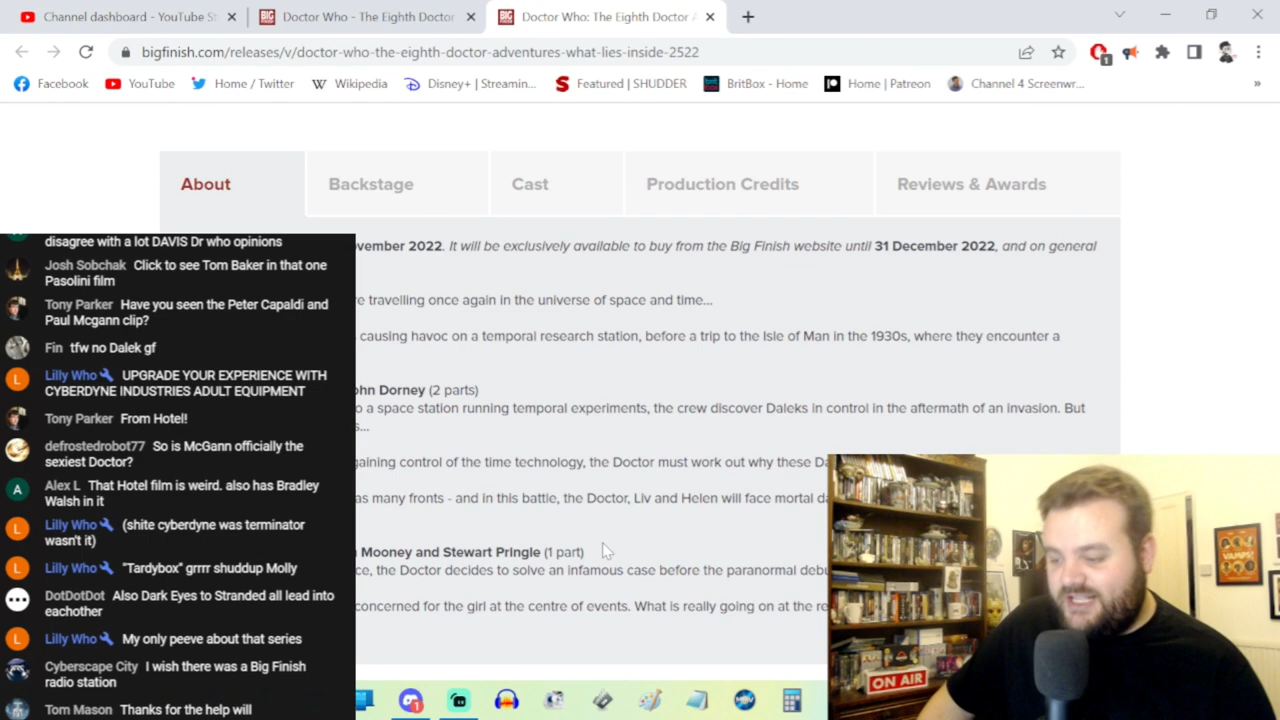 Channel dashboard - YouTube St
Doctor Who - The Eighth Doctor
Doctor Who: The Eighth Doctor A
bigfinish.com/releases/v/doctor-who-the-eighth-doctor-adventures-what-lies-inside-2522
1
Facebook
YouTube
Home / Twitter
Wikipedia
Disney+ | Streamin...
Featured | SHUDDER
BritBox - Home
Home | Patreon
Channel 4 Screenwr...
About
Backstage
Cast
Production Credits
Reviews & Awards
vember 2022. It will be exclusively available to buy from the Big Finish website until 31 December 2022, and on general
e travelling once again in the universe of space and time...
causing havoc on a temporal research station, before a trip to the Isle of Man in the 1930s, where they encounter a
ohn Dorney (2 parts)
o a space station running temporal experiments, the crew discover Daleks in control in the aftermath of an invasion. But
s...
gaining control of the time technology, the Doctor must work out why these Da
as many fronts - and in this battle, the Doctor, Liv and Helen will face mortal da
Mooney and Stewart Pringle (1 part)
ce, the Doctor decides to solve an infamous case before the paranormal debu
concerned for the girl at the centre of events. What is really going on at the re
disagree with a lot DAVIS Dr who opinions
Josh Sobchak Click to see Tom Baker in that one
Pasolini film
Tony Parker Have you seen the Peter Capaldi and
Paul Mcgann clip?
Fin tfw no Dalek gf
L
Lilly Who UPGRADE YOUR EXPERIENCE WITH
CYBERDYNE INDUSTRIES ADULT EQUIPMENT
Tony Parker From Hotel!
defrostedrobot77 So is McGann officially the
sexiest Doctor?
A
Alex L That Hotel film is weird. also has Bradley
Walsh in it
L
Lilly Who (shite cyberdyne was terminator
wasn't it)
L
Lilly Who "Tardybox" grrrr shuddup Molly
DotDotDot Also Dark Eyes to Stranded all lead into
eachother
L
Lilly Who My only peeve about that series
Cyberscape City I wish there was a Big Finish
radio station
Tom Mason Thanks for the help will
VAMPS!
ON AIR